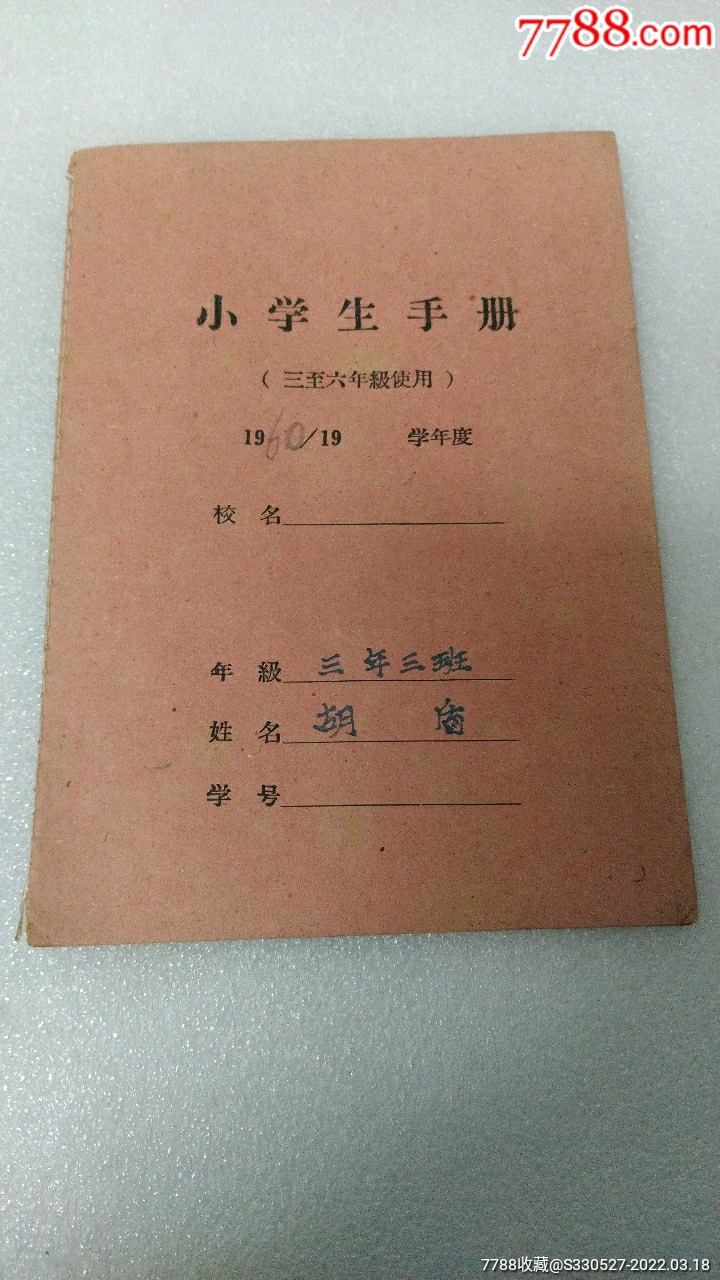 7788.com
小学生手册
（三至六年級使用）
1960/19 学年度
校名
年級 三年三班
姓名 胡盾
学号
7788收藏@S330527-2022.03.18